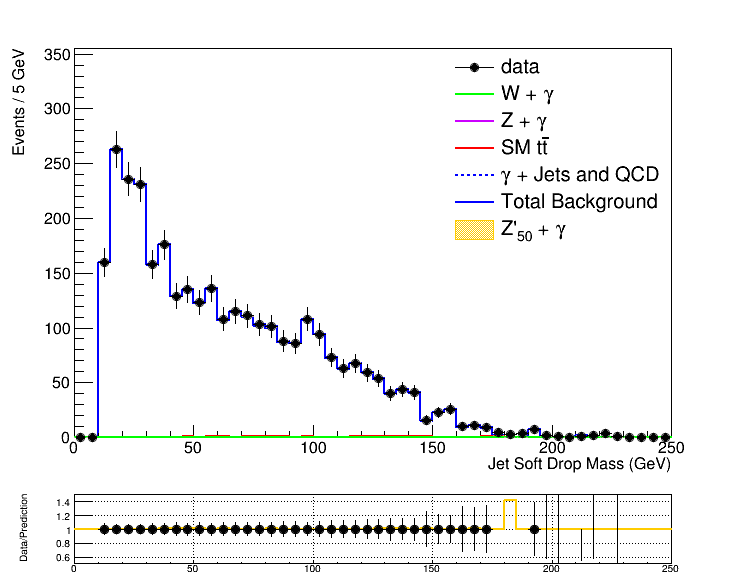 Events / 5 GeV
350
300
250
200
150
100
50
0
0 50 100 150 200 250
Jet Soft Drop Mass (GeV)
data
W + γ
Z + γ
SM tt̄
γ + Jets and QCD
Total Background
Z'50 + γ
Data/Prediction
1.4
1.2
1
0.8
0.6
0 50 100 150 200 250